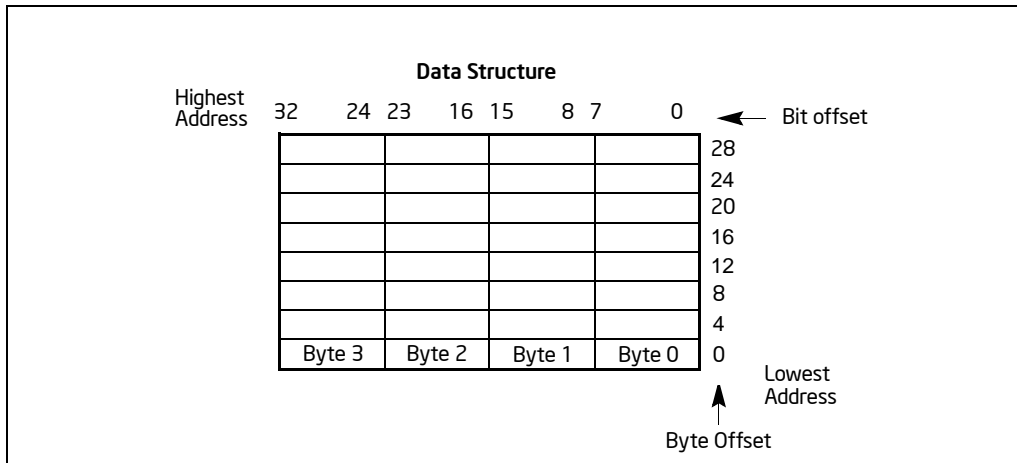 Data Structure
Highest
Address
32 24 23 16 15 8 7 0
Bit offset
28
24
20
16
12
8
4
Byte 3 Byte 2 Byte 1 Byte 0 0
Lowest
Address
Byte Offset